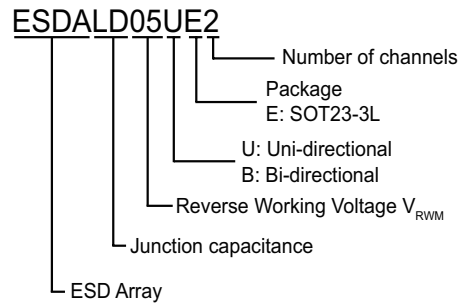 ESDALD05UE2
Number of channels
Package
E: SOT23-3L
U: Uni-directional
B: Bi-directional
Reverse Working Voltage VRWM
Junction capacitance
ESD Array